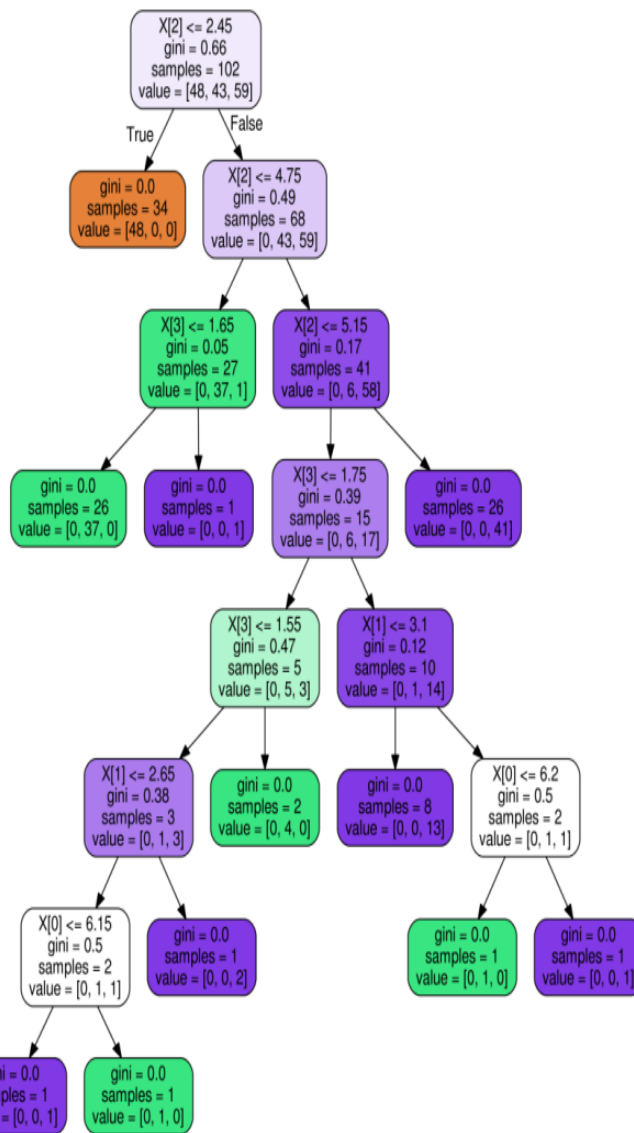 X[2] <= 2.45
gini = 0.66
samples = 102
value = [48, 43, 59]
True
False
gini = 0.0
samples = 34
value = [48, 0, 0]
X[2] <= 4.75
gini = 0.49
samples = 68
value = [0, 43, 59]
X[3] <= 1.65
gini = 0.05
samples = 27
value = [0, 37, 1]
X[2] <= 5.15
gini = 0.17
samples = 41
value = [0, 6, 58]
gini = 0.0
samples = 26
value = [0, 37, 0]
gini = 0.0
samples = 1
value = [0, 0, 1]
X[3] <= 1.75
gini = 0.39
samples = 15
value = [0, 6, 17]
gini = 0.0
samples = 26
value = [0, 0, 41]
X[3] <= 1.55
gini = 0.47
samples = 5
value = [0, 5, 3]
X[1] <= 3.1
gini = 0.12
samples = 10
value = [0, 1, 14]
X[1] <= 2.65
gini = 0.38
samples = 3
value = [0, 1, 3]
gini = 0.0
samples = 2
value = [0, 4, 0]
gini = 0.0
samples = 8
value = [0, 0, 13]
X[0] <= 6.2
gini = 0.5
samples = 2
value = [0, 1, 1]
X[0] <= 6.15
gini = 0.5
samples = 2
value = [0, 1, 1]
gini = 0.0
samples = 1
value = [0, 0, 2]
gini = 0.0
samples = 1
value = [0, 1, 0]
gini = 0.0
samples = 1
value = [0, 0, 1]
ni = 0.0
ples = 1
= [0, 0, 1]
gini = 0.0
samples = 1
value = [0, 1, 0]